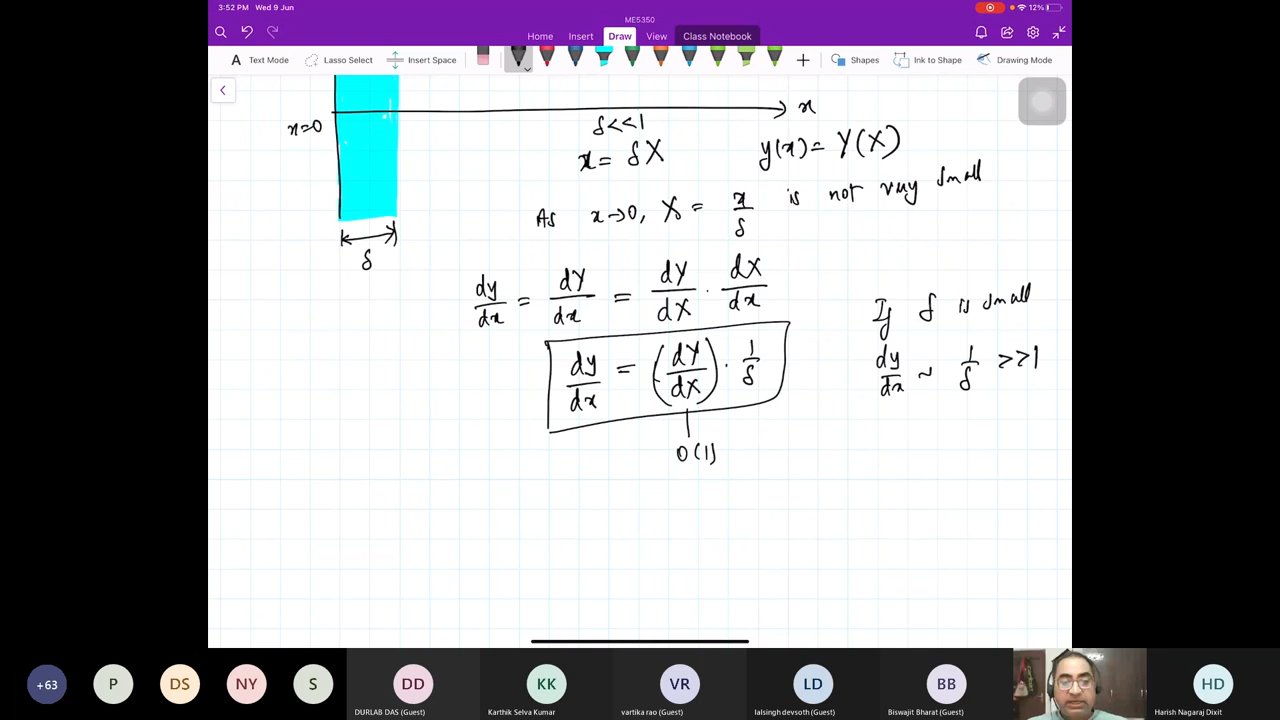 3:52 PM Wed 9 Jun
12%
ME5350
Home Insert Draw View Class Notebook
A Text Mode Lasso Select Insert Space Shapes Ink to Shape Drawing Mode
x
x=0
δ<<1
x = δX
y(x) = Y(X)
As x→0, X = x/δ is not very small
δ
dy/dx = dY/dx = dY/dX · dX/dx
If δ is small
dy/dx = (dY/dX) · 1/δ
dy/dx ~ 1/δ >>1
O(1)
+63 P DS NY S DD KK VR LD BB HD
DURLAB DAS (Guest) Karthik Selva Kumar vartika rao (Guest) lalsingh devsoth (Guest) Biswajit Bharat (Guest) Harish Nagaraj Dixit